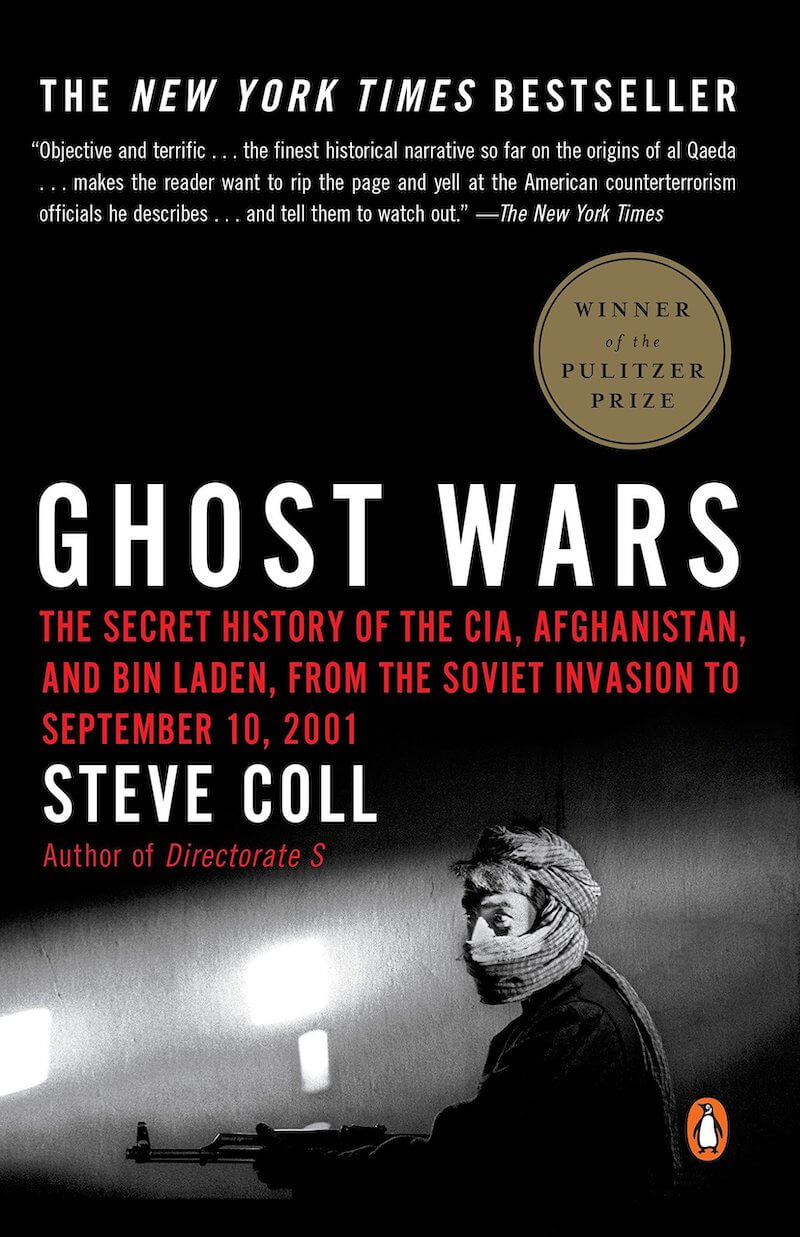 THE NEW YORK TIMES BESTSELLER
“Objective and terrific . . . the finest historical narrative so far on the origins of al Qaeda
. . . makes the reader want to rip the page and yell at the American counterterrorism
officials he describes . . . and tell them to watch out.” —The New York Times
WINNER
of the
PULITZER
PRIZE
GHOST WARS
THE SECRET HISTORY OF THE CIA, AFGHANISTAN,
AND BIN LADEN, FROM THE SOVIET INVASION TO
SEPTEMBER 10, 2001
STEVE COLL
Author of Directorate S